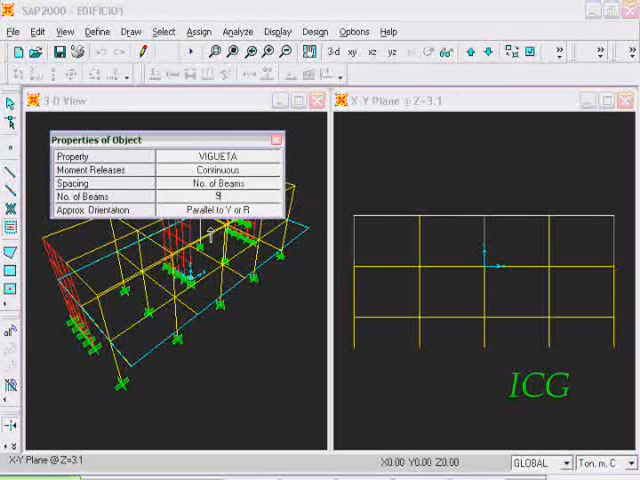 SAP2000 - EDIFICIO1
File Edit View Define Draw Select Assign Analyze Display Design Options Help
3-d xy xz yz
3-D View
X-Y Plane @ Z=3.1
Properties of Object
Property VIGUETA
Moment Releases Continuous
Spacing No. of Beams
No. of Beams 9
Approx. Orientation Parallel to Y or R
ICG
all
X-Y Plane @ Z=3.1
X0.00 Y0.00 Z0.00
GLOBAL
Ton, m, C